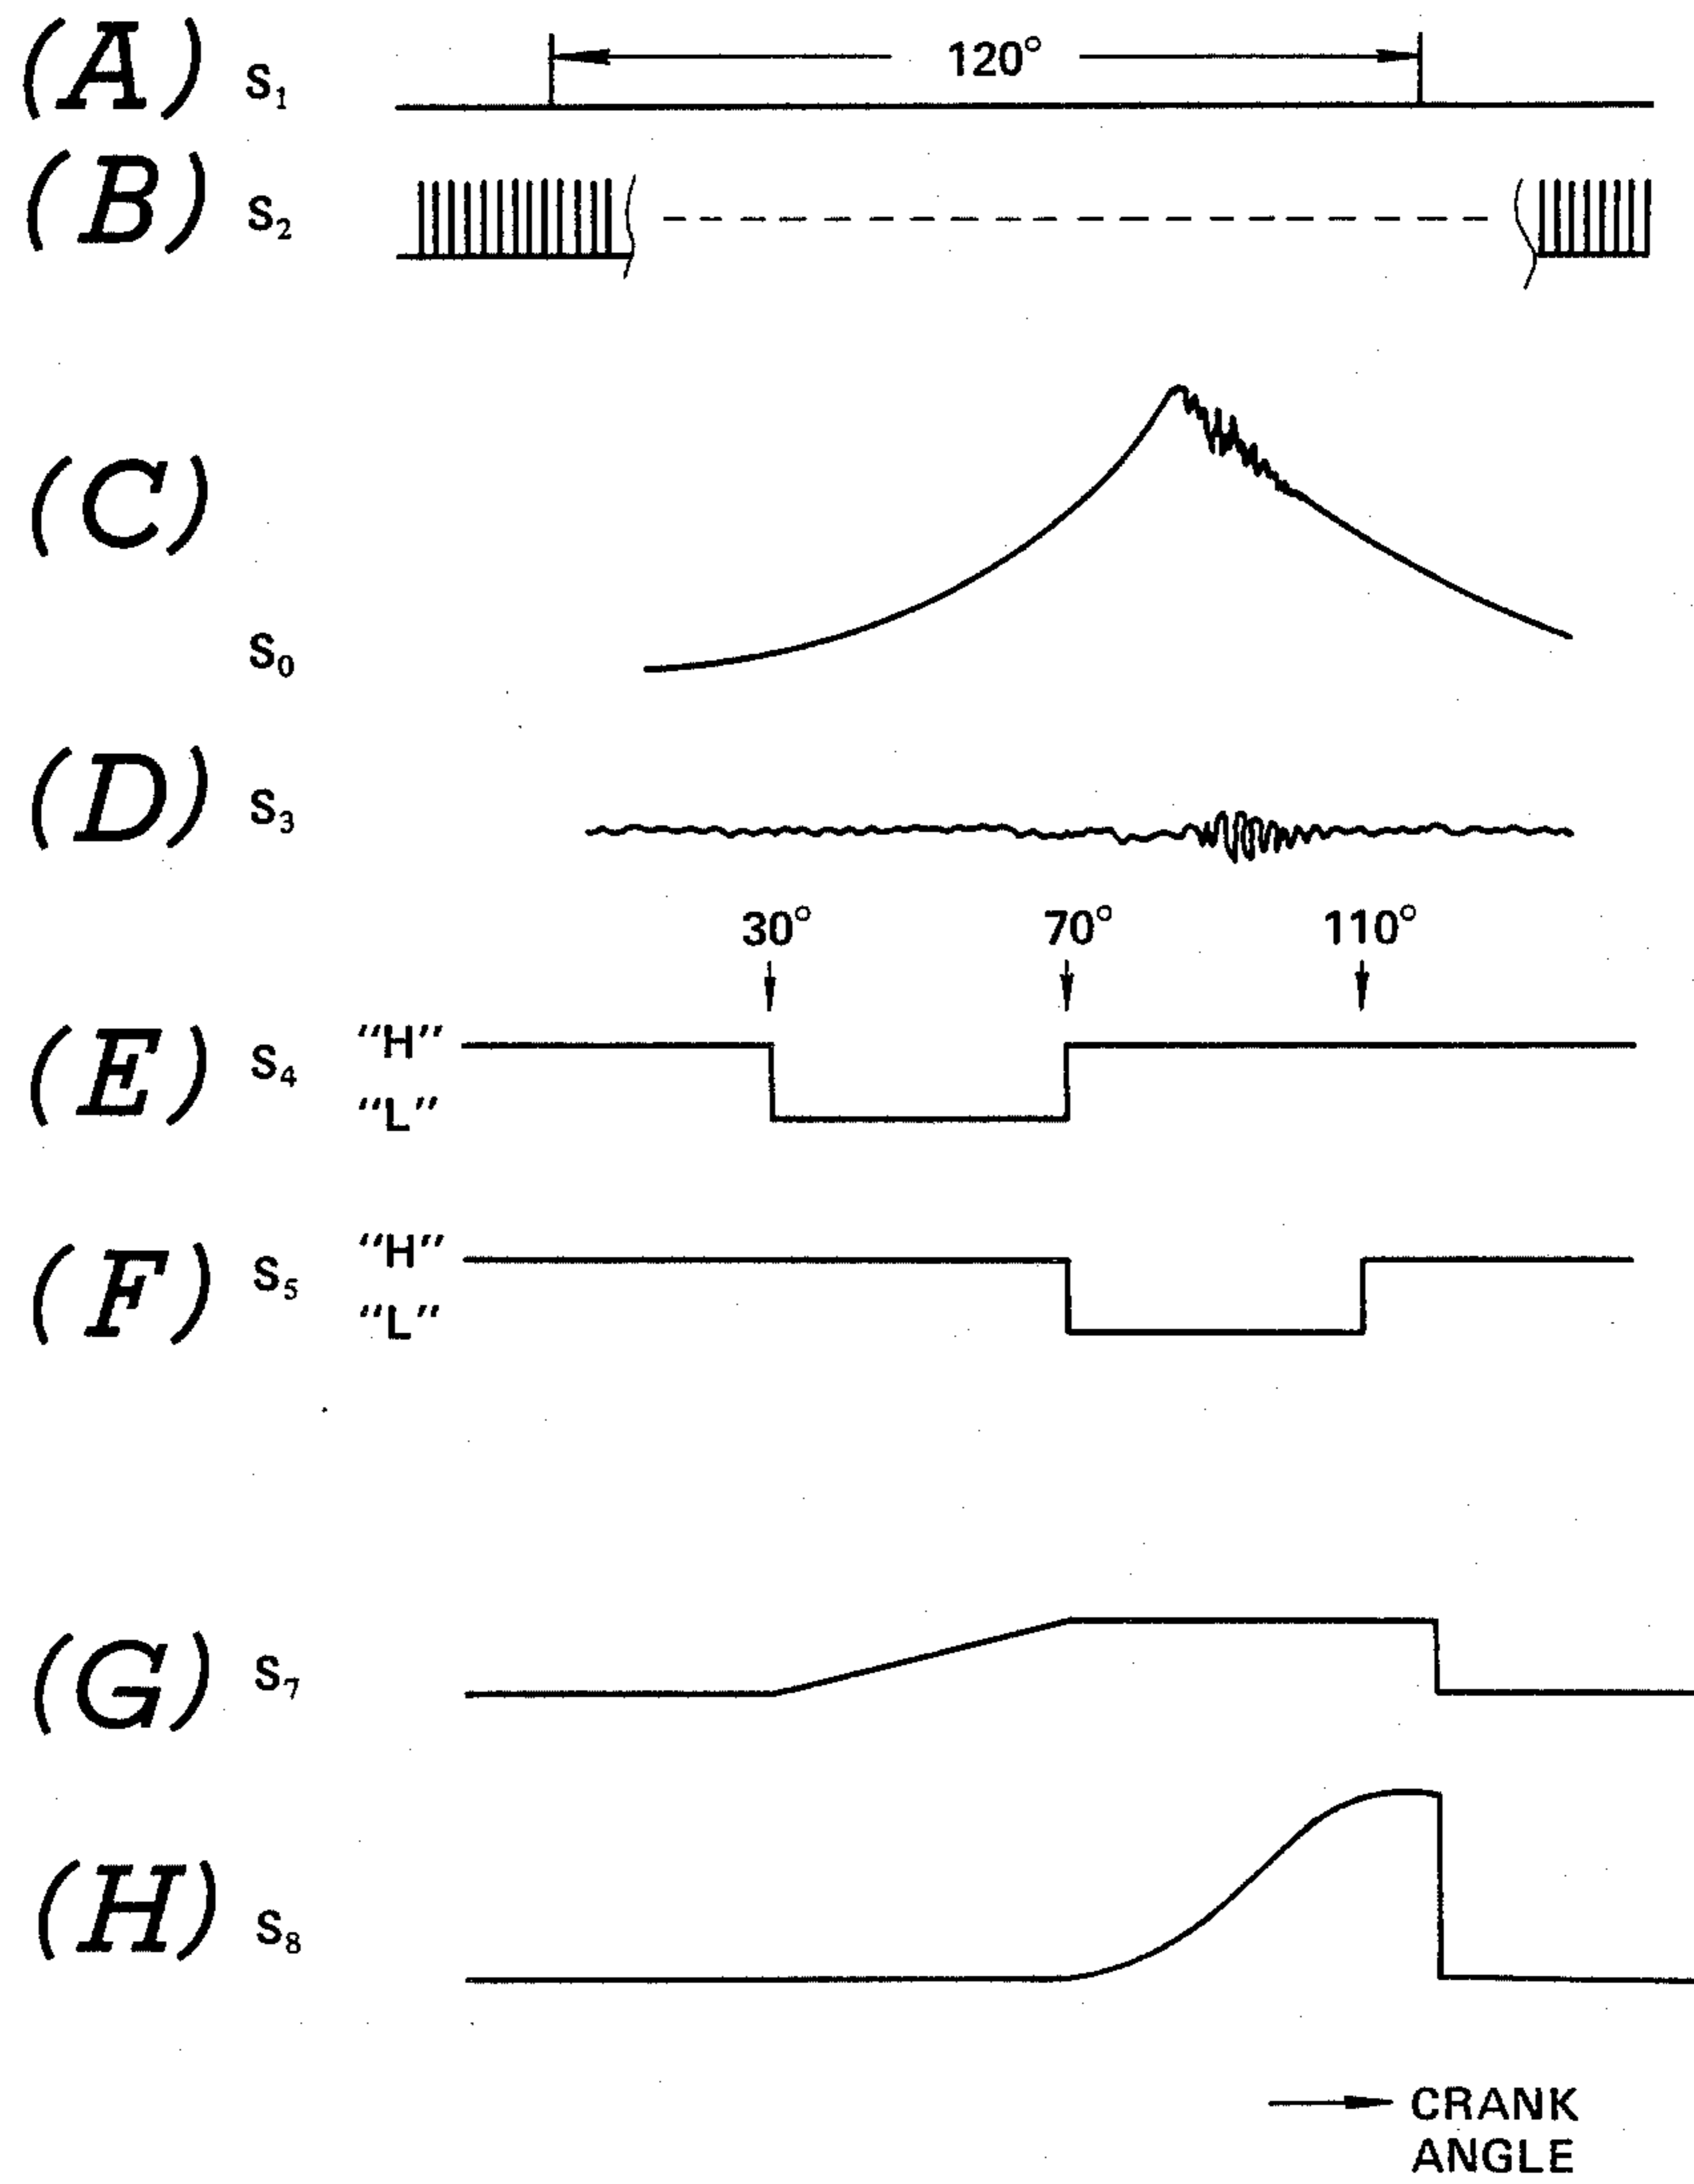 (A) S₁ 120°
(B) S₂
(C)
S₀
(D) S₃
30° 70° 110°
(E) S₄ "H"
"L"
(F) S₅ "H"
"L"
(G) S₇
(H) S₈
CRANK
ANGLE